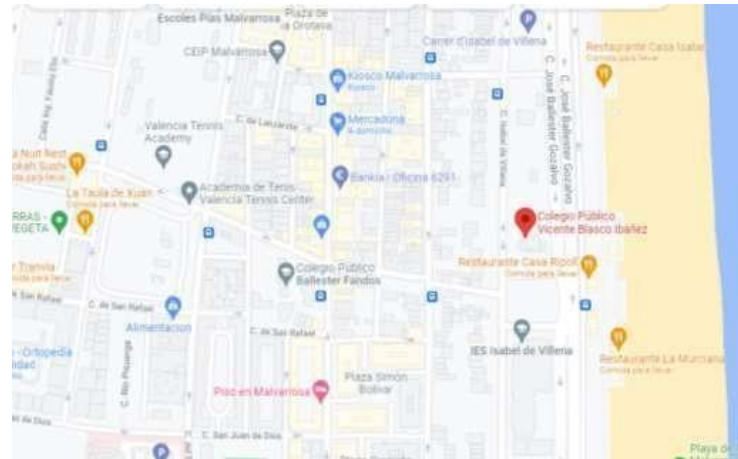 Escoles Pias Malvarrosa
Plaza de
la Orotava
Carrer d'Isabel de Villena
CEIP Malvarrosa
Restaurante Casa Isabel
Comida para llevar
Kiosco Malvarrosa
Kiosco
C. de Lanzarote
Mercadona
A domicilio
C. José Ballester Gozalvo
C. José Ballester Gozalvo
Valencia Tennis
Academy
C. Isabel de Villena
Bankia | Oficina 6291
La Taula de Xuan
Comida para llevar
Academia de Tenis
Valencia Tennis Center
Colegio Público
Vicente Blasco Ibáñez
Restaurante Casa Ripoll
Comida para llevar
Colegio Público
Ballester Fandos
C. de San Rafael
C. de San Rafael
Alimentacion
IES Isabel de Villena
Restaurante La Murciana
Comida para llevar
Plaza Simón
Bolívar
C. Río Pisuerga
Piso en Malvarrosa
C. San Juan de Dios
Playa de